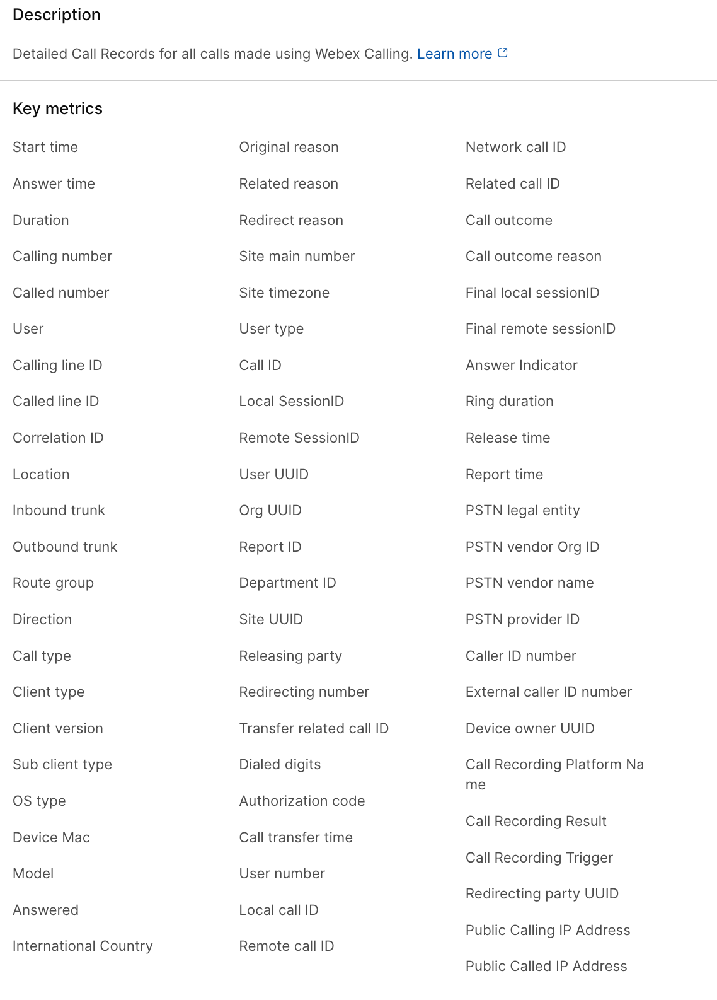 Description
Detailed Call Records for all calls made using Webex Calling. Learn more
Key metrics
Start time
Answer time
Duration
Calling number
Called number
User
Calling line ID
Called line ID
Correlation ID
Location
Inbound trunk
Outbound trunk
Route group
Direction
Call type
Client type
Client version
Sub client type
OS type
Device Mac
Model
Answered
International Country
Original reason
Related reason
Redirect reason
Site main number
Site timezone
User type
Call ID
Local SessionID
Remote SessionID
User UUID
Org UUID
Report ID
Department ID
Site UUID
Releasing party
Redirecting number
Transfer related call ID
Dialed digits
Authorization code
Call transfer time
User number
Local call ID
Remote call ID
Network call ID
Related call ID
Call outcome
Call outcome reason
Final local sessionID
Final remote sessionID
Answer Indicator
Ring duration
Release time
Report time
PSTN legal entity
PSTN vendor Org ID
PSTN vendor name
PSTN provider ID
Caller ID number
External caller ID number
Device owner UUID
Call Recording Platform Na
me
Call Recording Result
Call Recording Trigger
Redirecting party UUID
Public Calling IP Address
Public Called IP Address